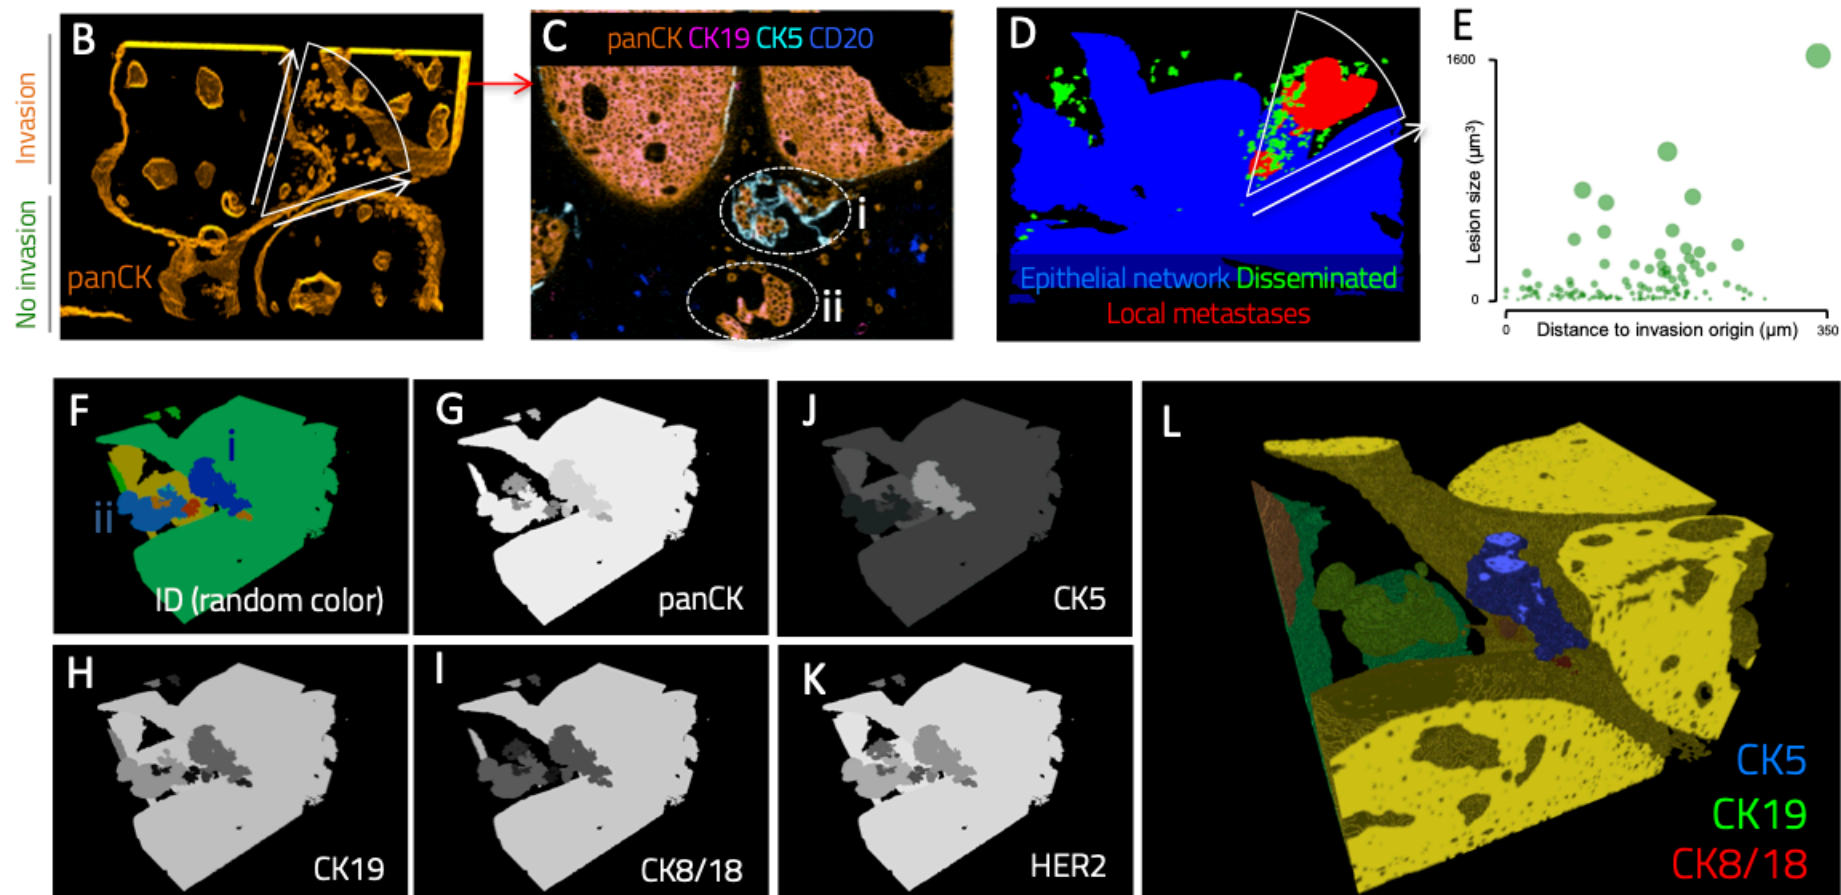 B
Invasion
No invasion
panCK
C
panCK CK19 CK5 CD20
i
ii
D
Epithelial network Disseminated
Local metastases
E
1600
Lesion size (µm³)
0
0 Distance to invasion origin (µm) 350
F
i
ii
ID (random color)
G
panCK
J
CK5
L
CK5
CK19
CK8/18
H
CK19
I
CK8/18
K
HER2